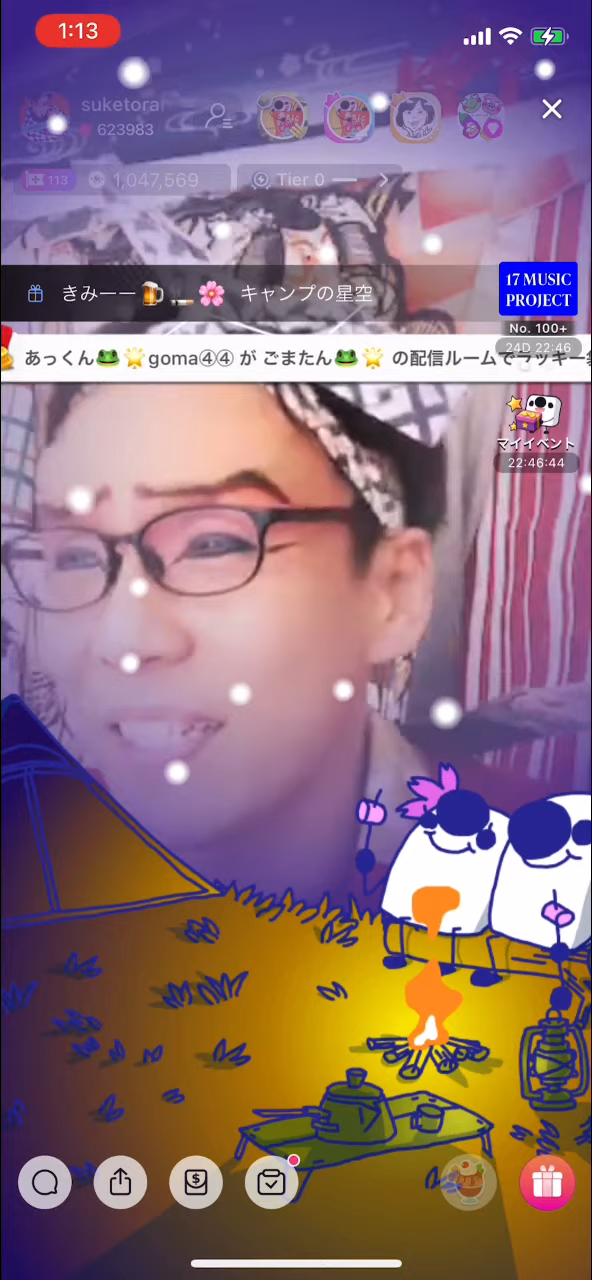 1:13
suketorai
623983
113
1,047,569
Tier 0
きみーー🍺🚬🌸 キャンプの星空
17 MUSIC
PROJECT
No. 100+
24D 22:46
あっくん🐸🌟goma④④ が ごまたん🐸🌟 の配信ルームでラッキー
マイイベント
22:46:44